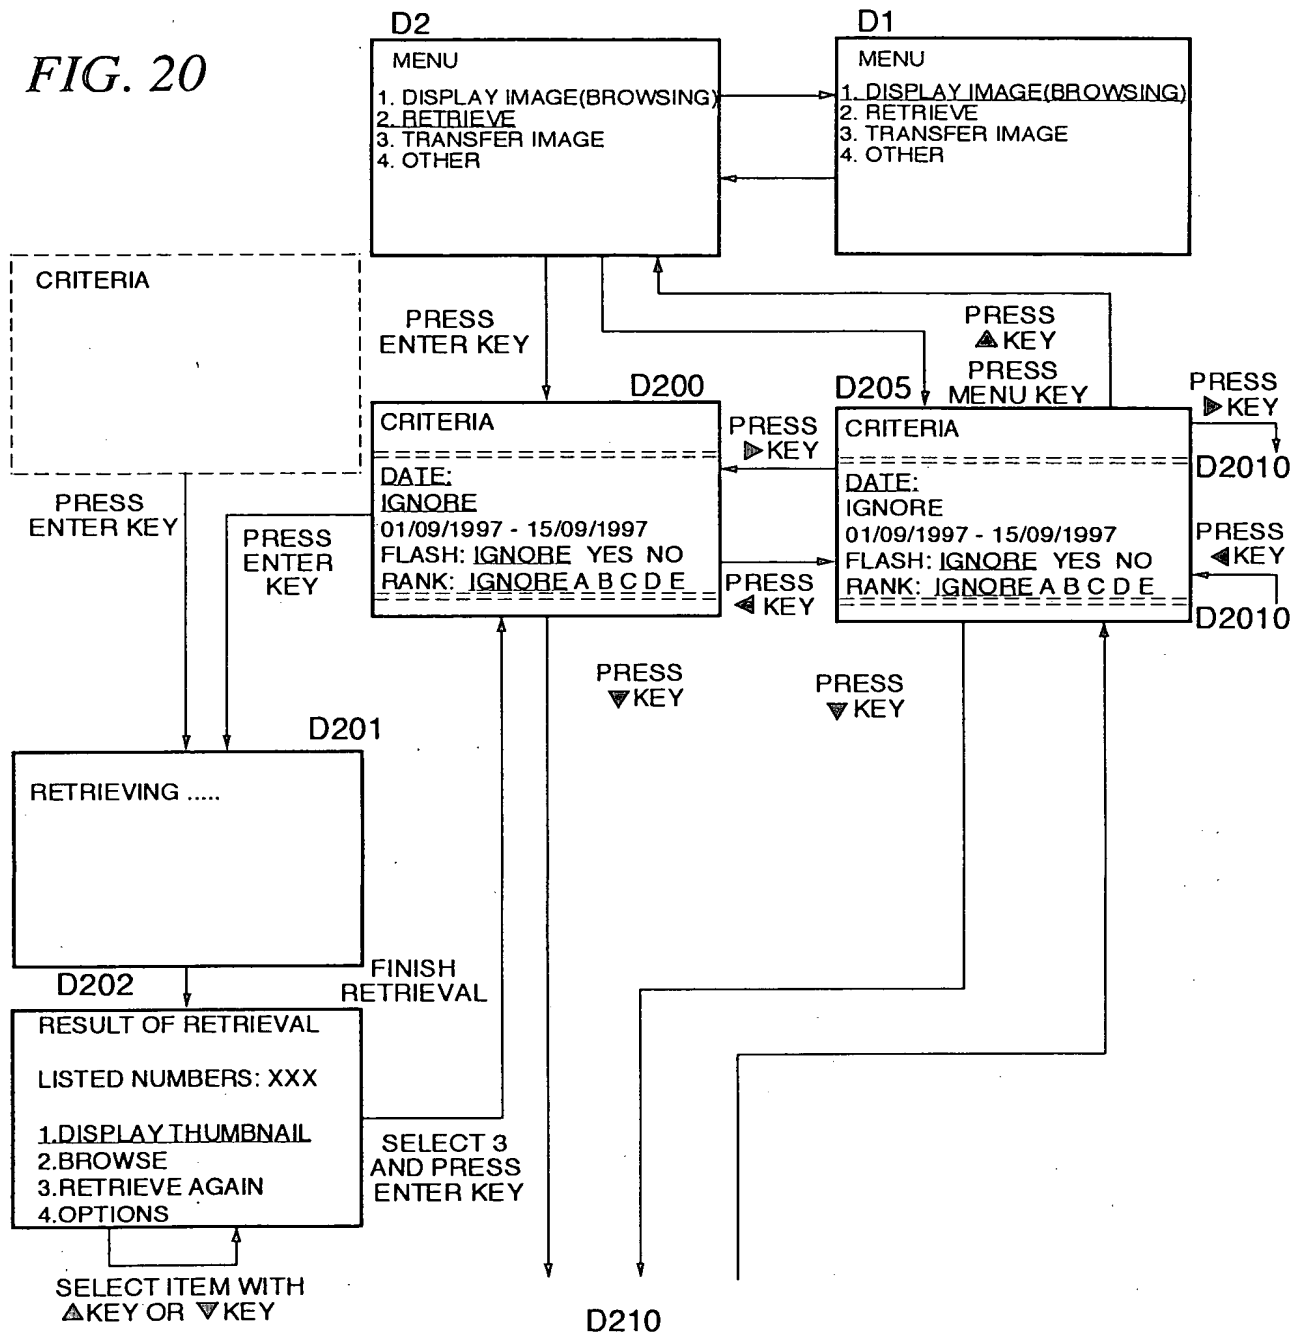 FIG. 20
D2
MENU
1. DISPLAY IMAGE(BROWSING)
2. RETRIEVE
3. TRANSFER IMAGE
4. OTHER
D1
MENU
1. DISPLAY IMAGE(BROWSING)
2. RETRIEVE
3. TRANSFER IMAGE
4. OTHER
CRITERIA
PRESS
ENTER KEY
PRESS
▲ KEY
PRESS
MENU KEY
D200
CRITERIA
DATE:
IGNORE
01/09/1997 - 15/09/1997
FLASH: IGNORE YES NO
RANK: IGNORE A B C D E
PRESS
▶ KEY
PRESS
◀ KEY
D205
CRITERIA
DATE:
IGNORE
01/09/1997 - 15/09/1997
FLASH: IGNORE YES NO
RANK: IGNORE A B C D E
PRESS
▶ KEY
D2010
PRESS
◀ KEY
D2010
PRESS
ENTER KEY
PRESS
ENTER
KEY
PRESS
▼ KEY
PRESS
▼ KEY
D201
RETRIEVING .....
D202
RESULT OF RETRIEVAL
LISTED NUMBERS: XXX
1.DISPLAY THUMBNAIL
2.BROWSE
3.RETRIEVE AGAIN
4.OPTIONS
FINISH
RETRIEVAL
SELECT 3
AND PRESS
ENTER KEY
SELECT ITEM WITH
▲ KEY OR ▼ KEY
D210